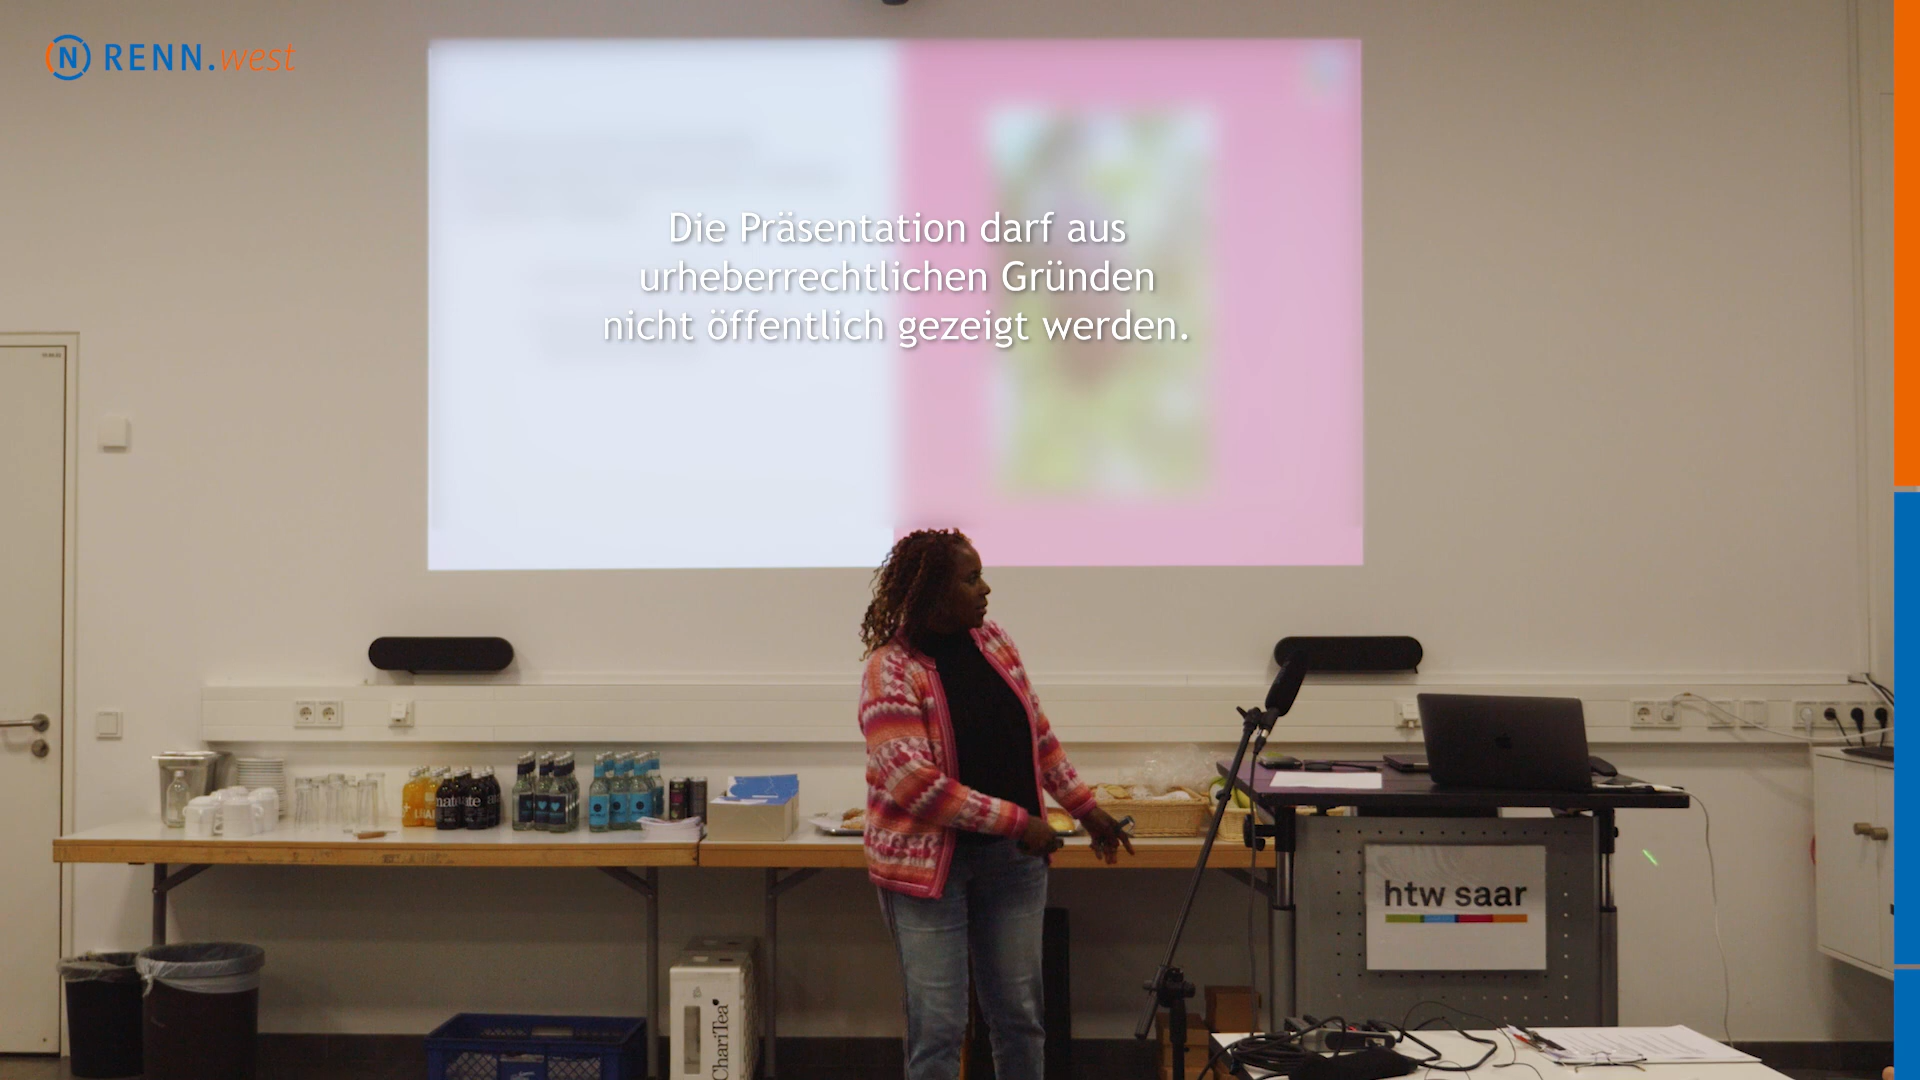 RENN.west
Die Präsentation darf aus
urheberrechtlichen Gründen
nicht öffentlich gezeigt werden.
htw saar
ChariTea